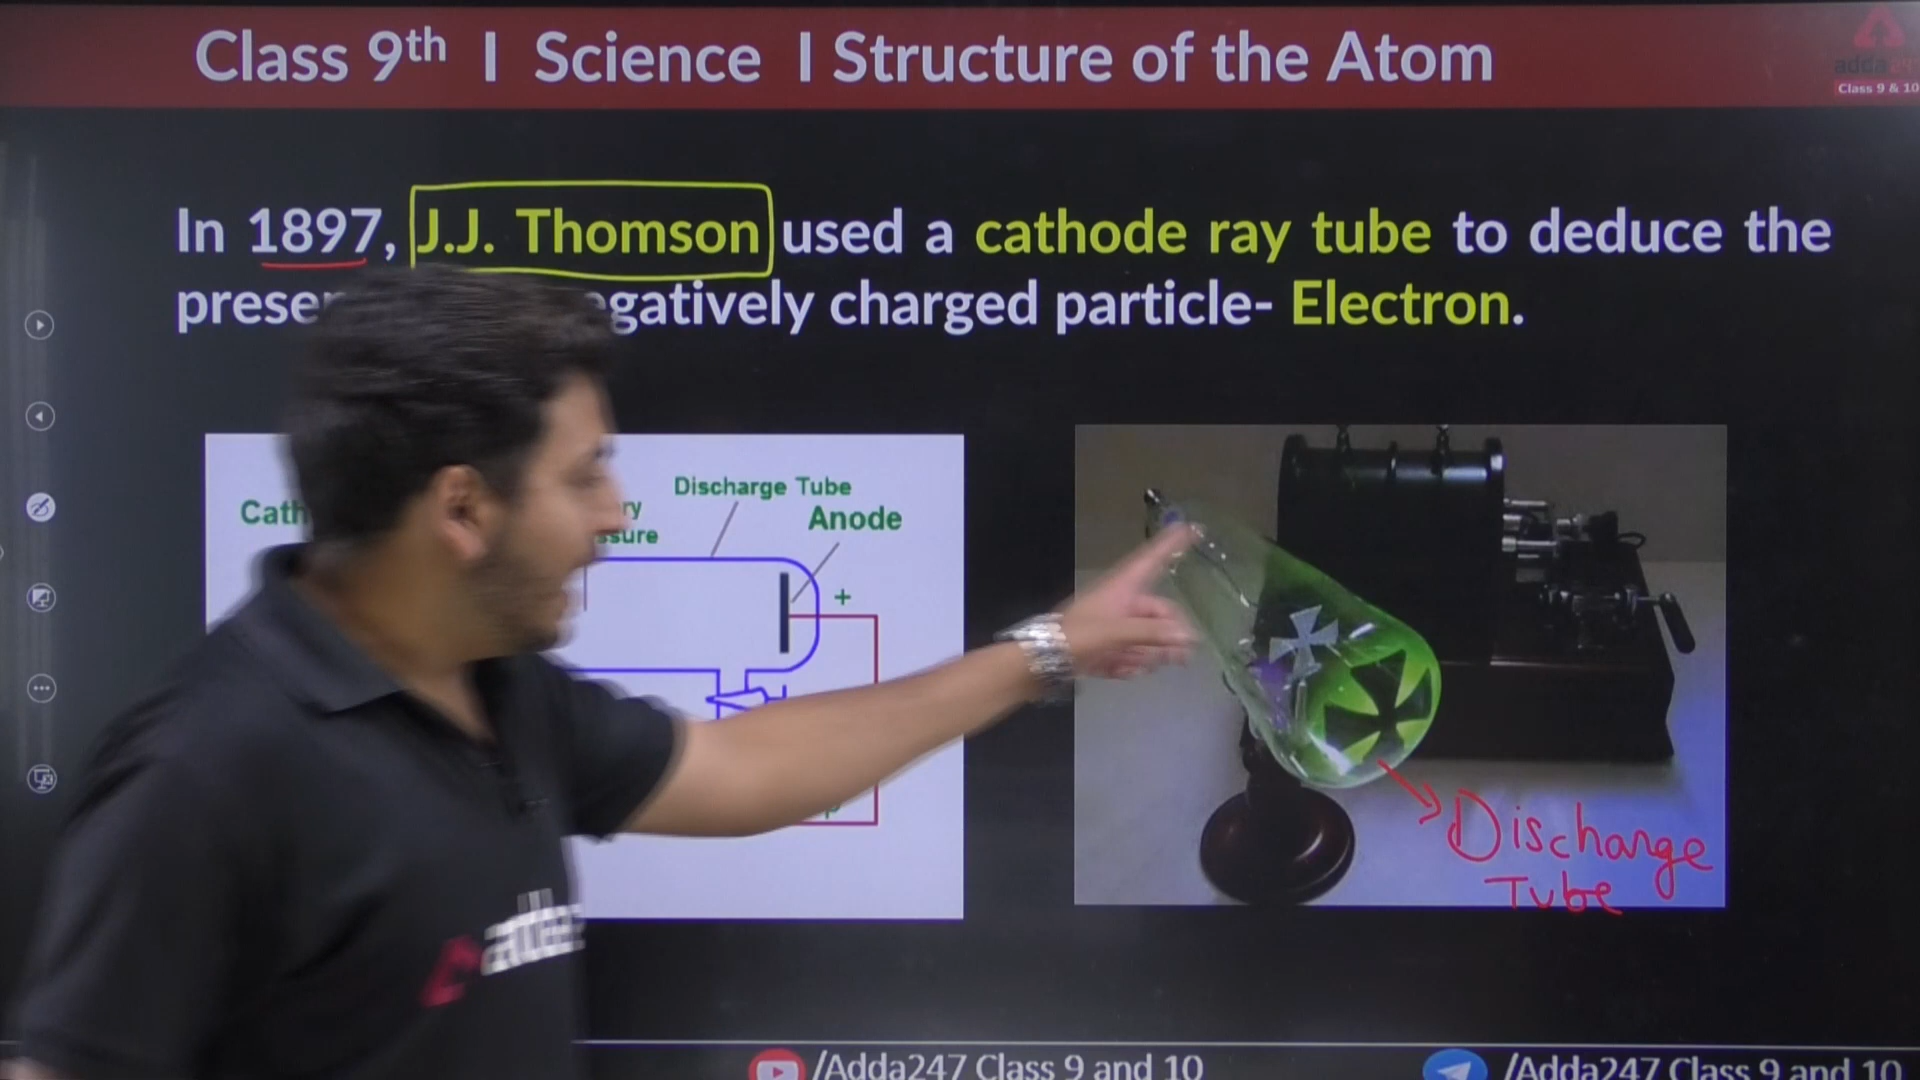 Class 9th I Science I Structure of the Atom
adda
Class 9 & 10
In 1897, J.J. Thomson used a cathode ray tube to deduce the
gatively charged particle- Electron.
Discharge Tube
Anode
+
Discharge
Tube
/Adda247 Class 9 and 10
/Adda247 Class 9 and 10